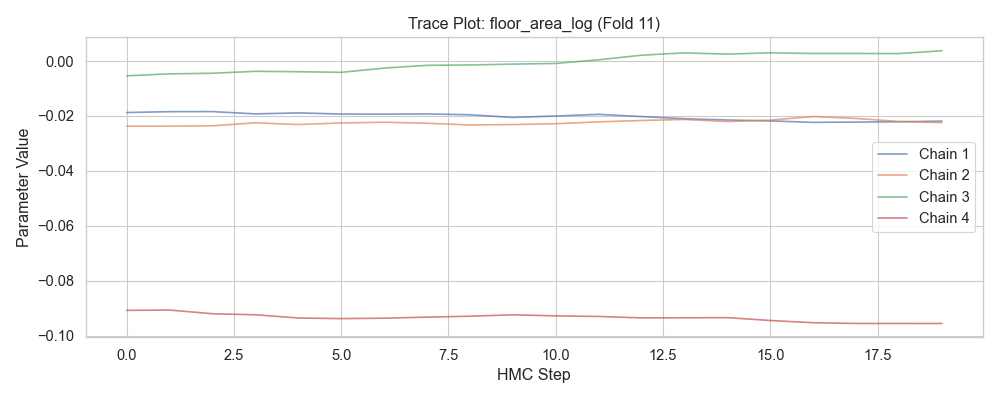 Trace Plot: floor_area_log (Fold 11)
Parameter Value
0.00
−0.02
−0.04
−0.06
−0.08
−0.10
Chain 1
Chain 2
Chain 3
Chain 4
0.0 2.5 5.0 7.5 10.0 12.5 15.0 17.5
HMC Step